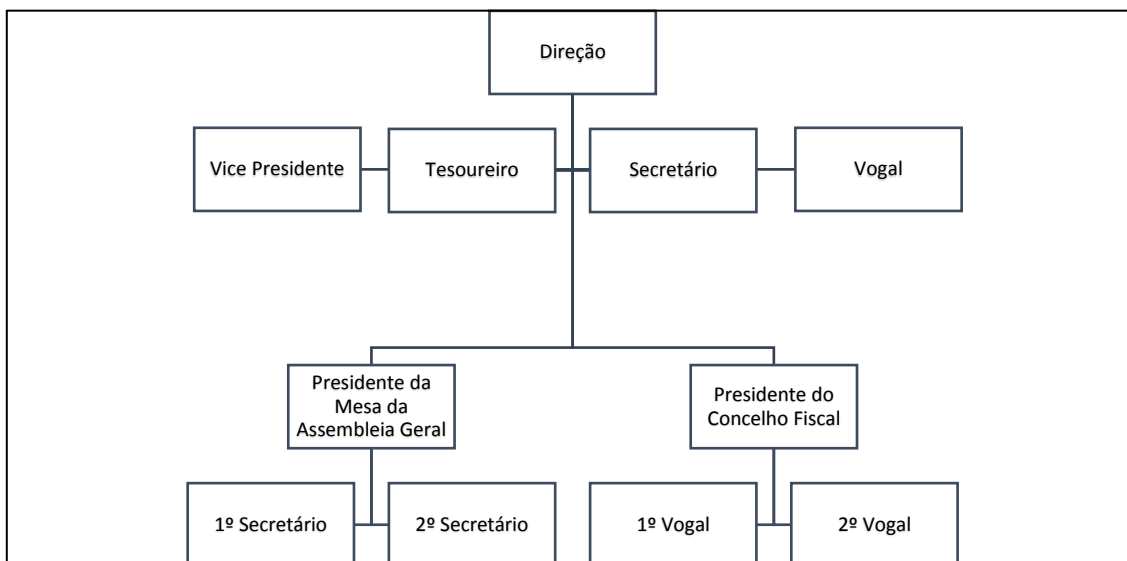 Direção
Vice Presidente
Tesoureiro
Secretário
Vogal
Presidente da
Mesa da
Assembleia Geral
Presidente do
Concelho Fiscal
1º Secretário
2º Secretário
1º Vogal
2º Vogal